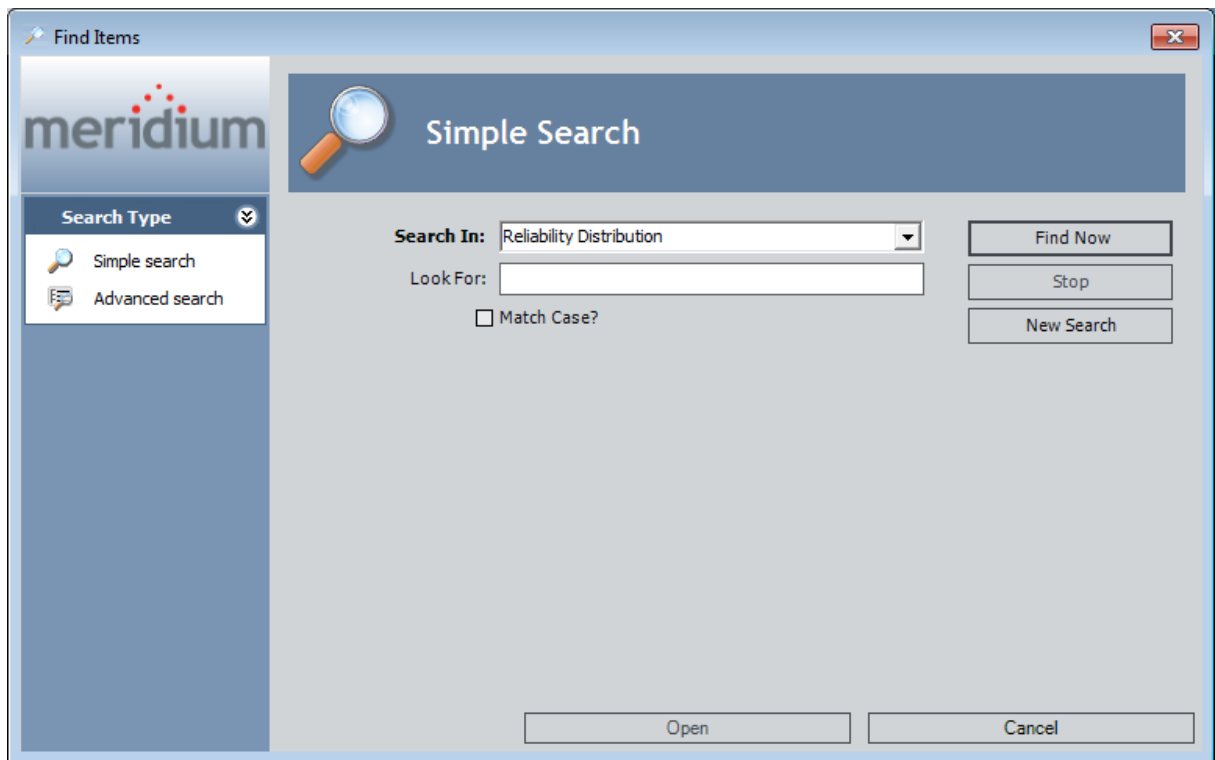 Find Items
meridium
Simple Search
Search Type
Simple search
Advanced search
Search In: Reliability Distribution
Find Now
Look For:
Stop
Match Case?
New Search
Open
Cancel